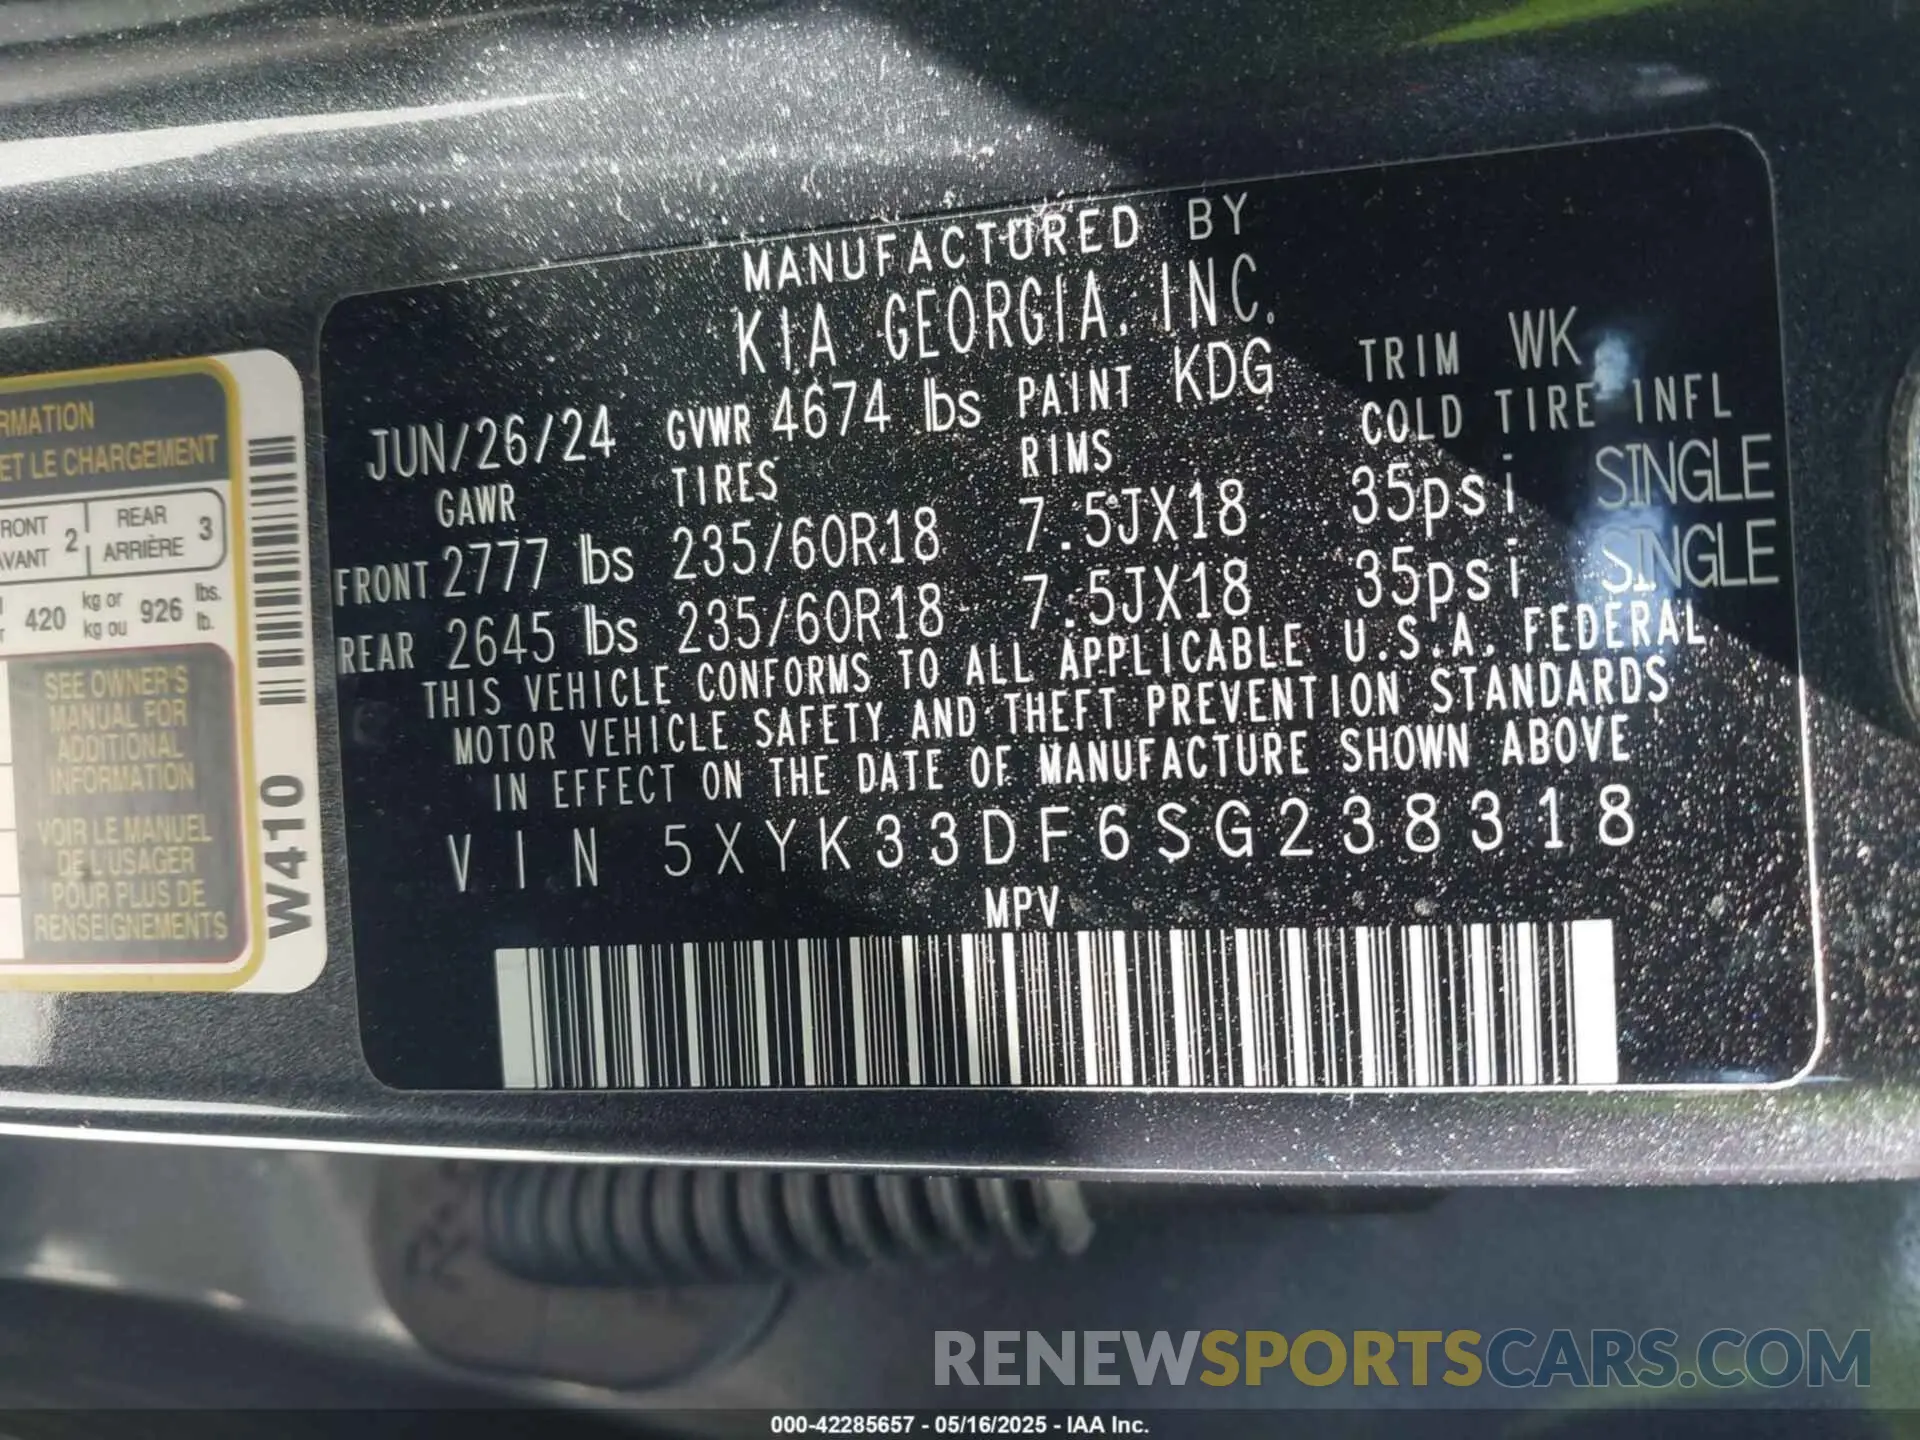 MANUFACTURED BY
KIA GEORGIA, INC.
JUN/26/24 GVWR 4674 lbs PAINT KDG TRIM WK
GAWR TIRES RIMS COLD TIRE INFL
FRONT 2777 lbs 235/60R18 7.5JX18 35psi SINGLE
REAR 2645 lbs 235/60R18 7.5JX18 35psi SINGLE
THIS VEHICLE CONFORMS TO ALL APPLICABLE U.S.A. FEDERAL
MOTOR VEHICLE SAFETY AND THEFT PREVENTION STANDARDS
IN EFFECT ON THE DATE OF MANUFACTURE SHOWN ABOVE
VIN 5XYK33DF6SG238318
MPV
RMATION
ET LE CHARGEMENT
RONT 2 REAR 3
AVANT ARRIÈRE
420 kg or 926 lbs.
kg ou lb.
SEE OWNER'S
MANUAL FOR
ADDITIONAL
INFORMATION
VOIR LE MANUEL
DE L'USAGER
POUR PLUS DE
RENSEIGNEMENTS
W410
RENEWSPORTSCARS.COM
000-42285657 - 05/16/2025 - IAA Inc.